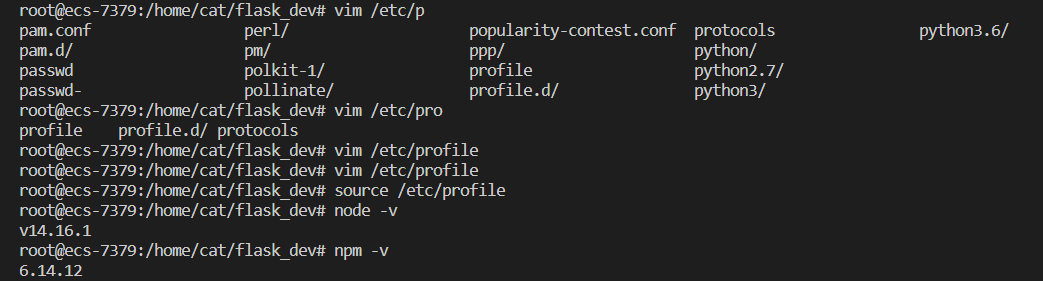 root@ecs-7379:/home/cat/flask_dev# vim /etc/p
pam.conf perl/ popularity-contest.conf protocols python3.6/
pam.d/ pm/ ppp/ python/
passwd polkit-1/ profile python2.7/
passwd- pollinate/ profile.d/ python3/
root@ecs-7379:/home/cat/flask_dev# vim /etc/pro
profile profile.d/ protocols
root@ecs-7379:/home/cat/flask_dev# vim /etc/profile
root@ecs-7379:/home/cat/flask_dev# vim /etc/profile
root@ecs-7379:/home/cat/flask_dev# source /etc/profile
root@ecs-7379:/home/cat/flask_dev# node -v
v14.16.1
root@ecs-7379:/home/cat/flask_dev# npm -v
6.14.12